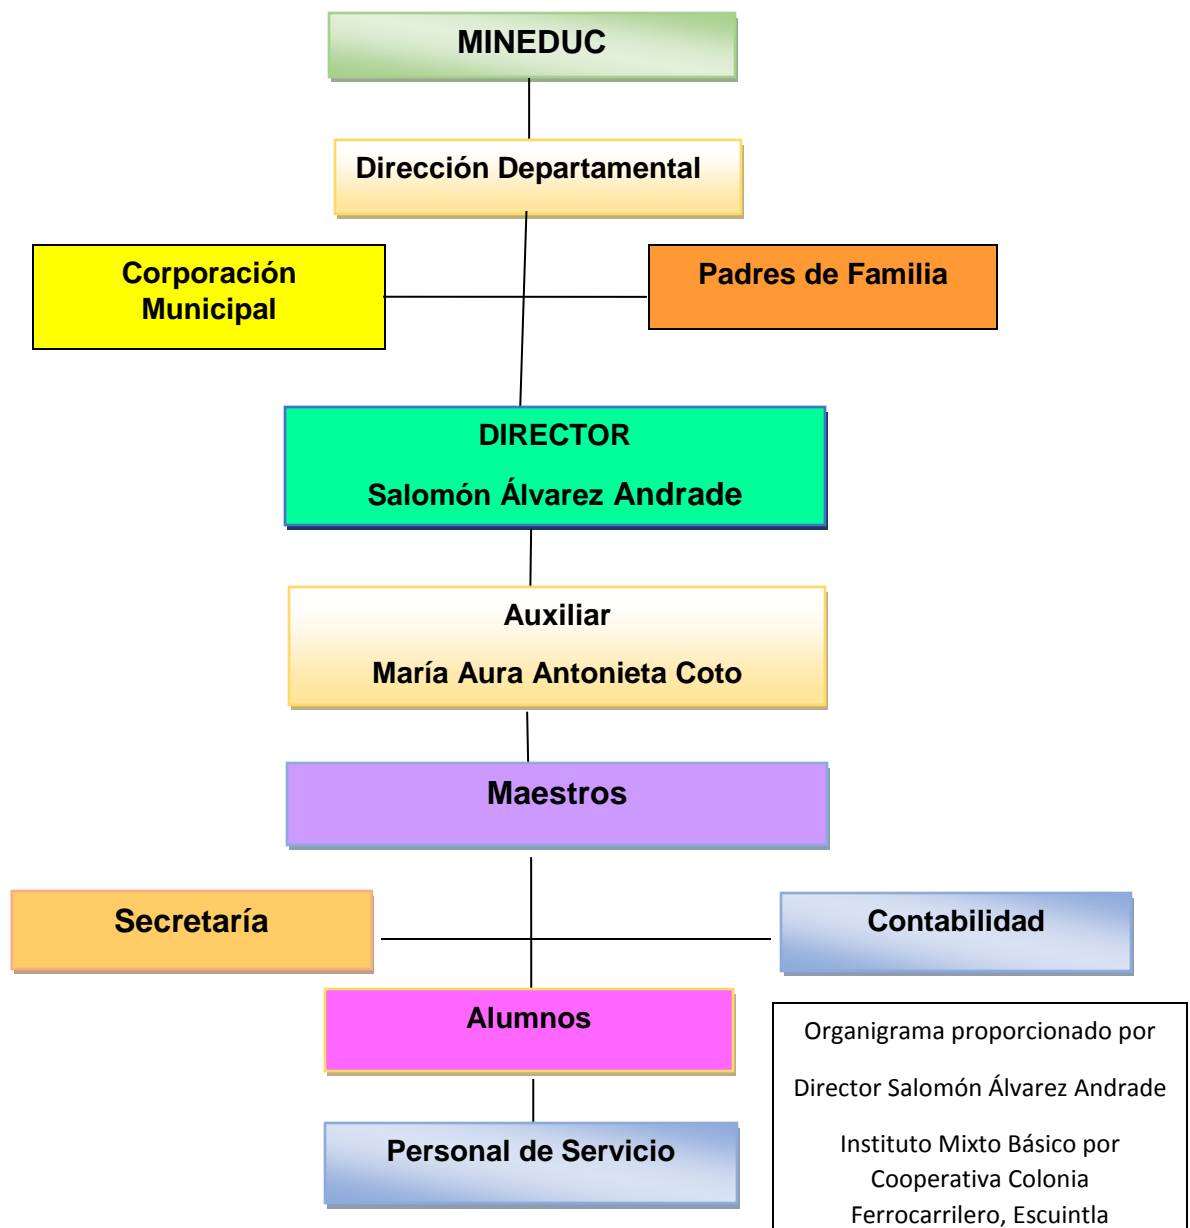 MINEDUC
Dirección Departamental
Corporación
Municipal
Padres de Familia
DIRECTOR
Salomón Álvarez Andrade
Auxiliar
María Aura Antonieta Coto
Maestros
Secretaría
Contabilidad
Alumnos
Personal de Servicio
Organigrama proporcionado por
Director Salomón Álvarez Andrade
Instituto Mixto Básico por
Cooperativa Colonia
Ferrocarrilero, Escuintla